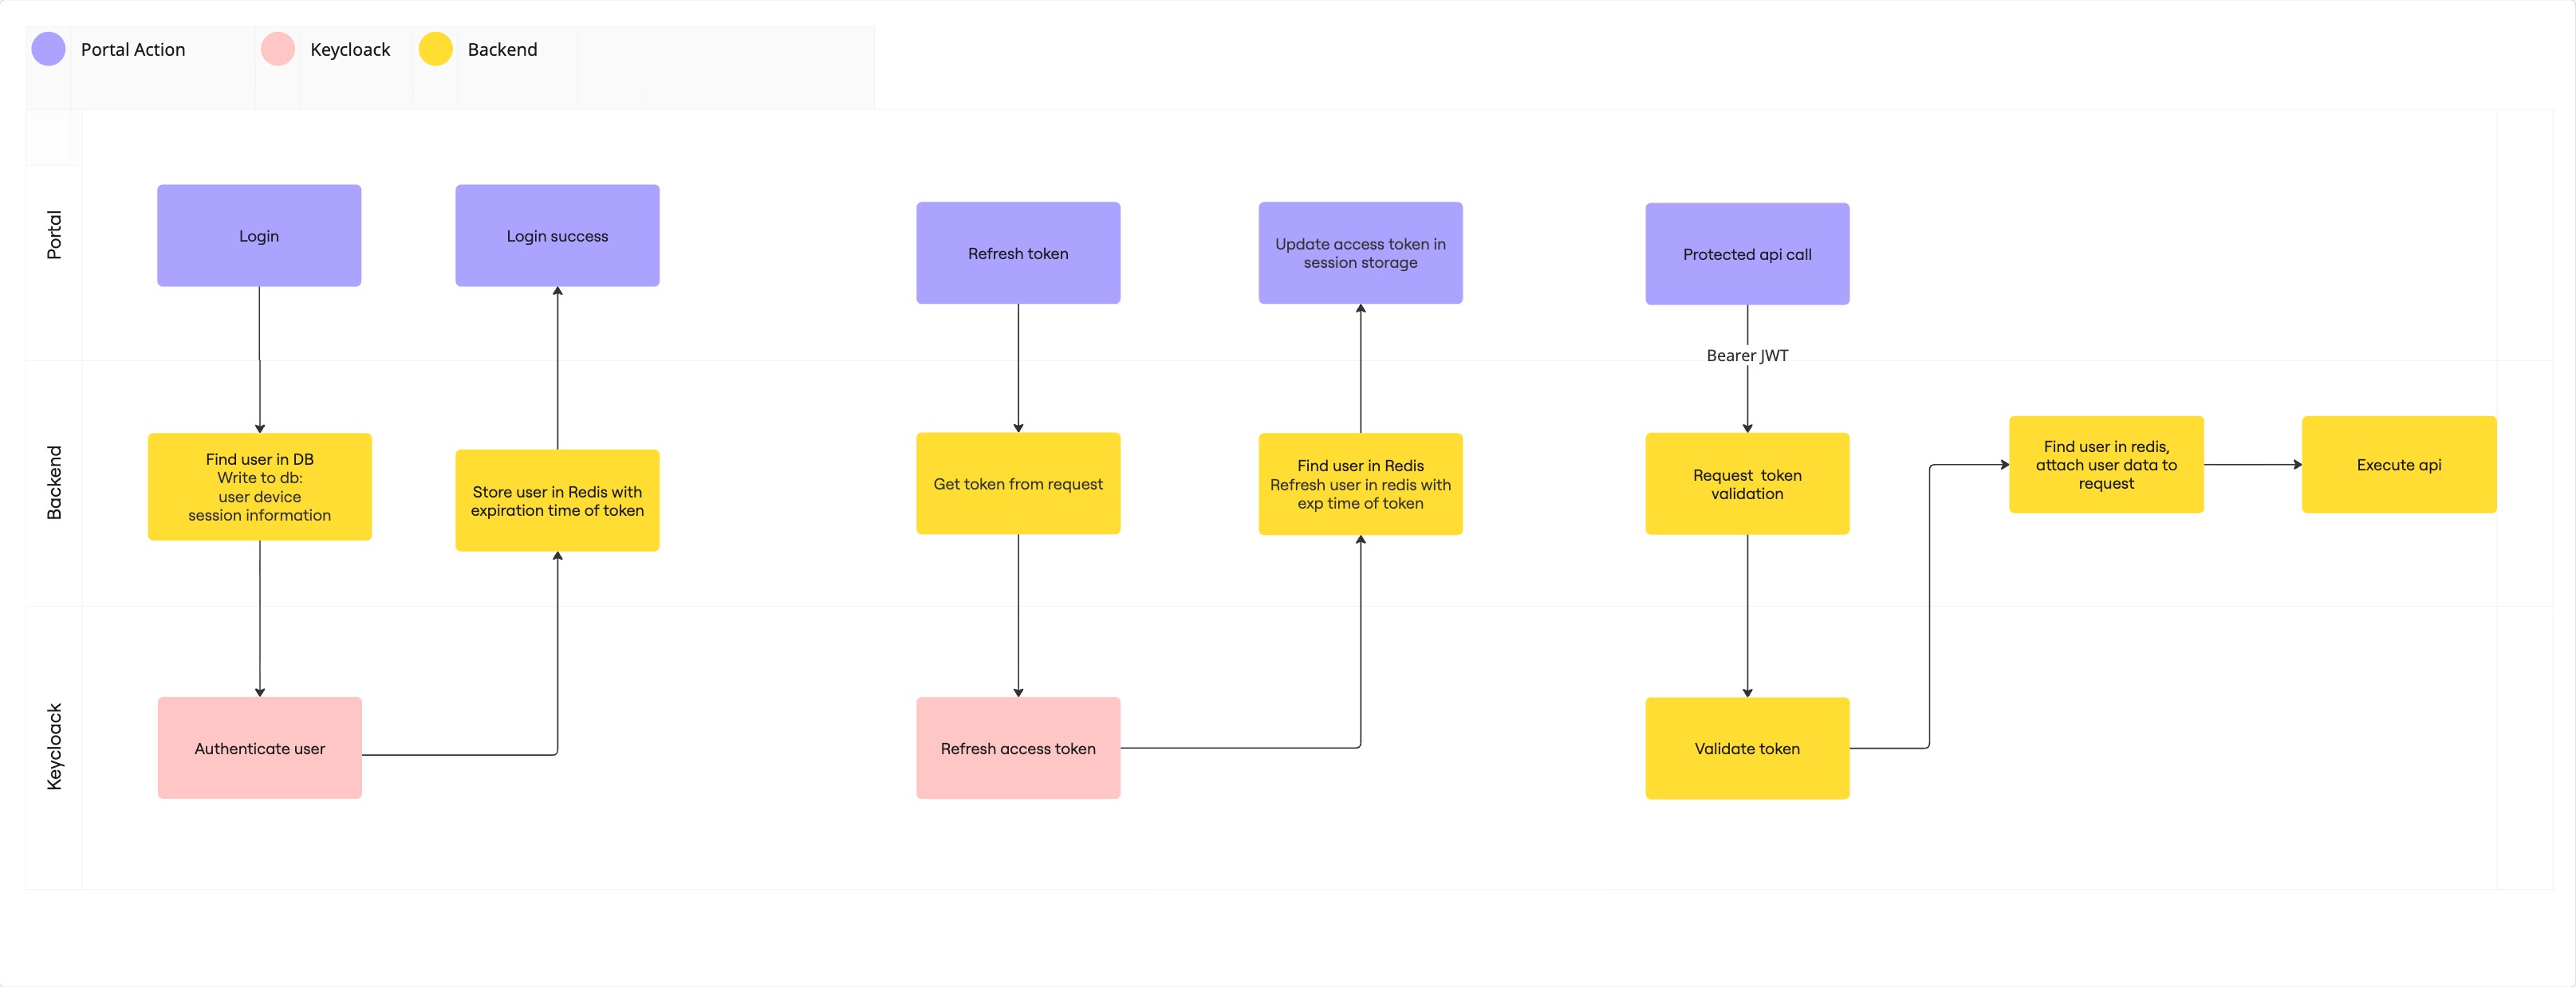 Portal Action
Keycloack
Backend
Portal
Login
Login success
Refresh token
Update access token in
session storage
Protected api call
Bearer JWT
Backend
Find user in DB
Write to db:
user device
session information
Store user in Redis with
expiration time of token
Get token from request
Find user in Redis
Refresh user in redis with
exp time of token
Request  token
validation
Find user in redis,
attach user data to
request
Execute api
Keycloack
Authenticate user
Refresh access token
Validate token